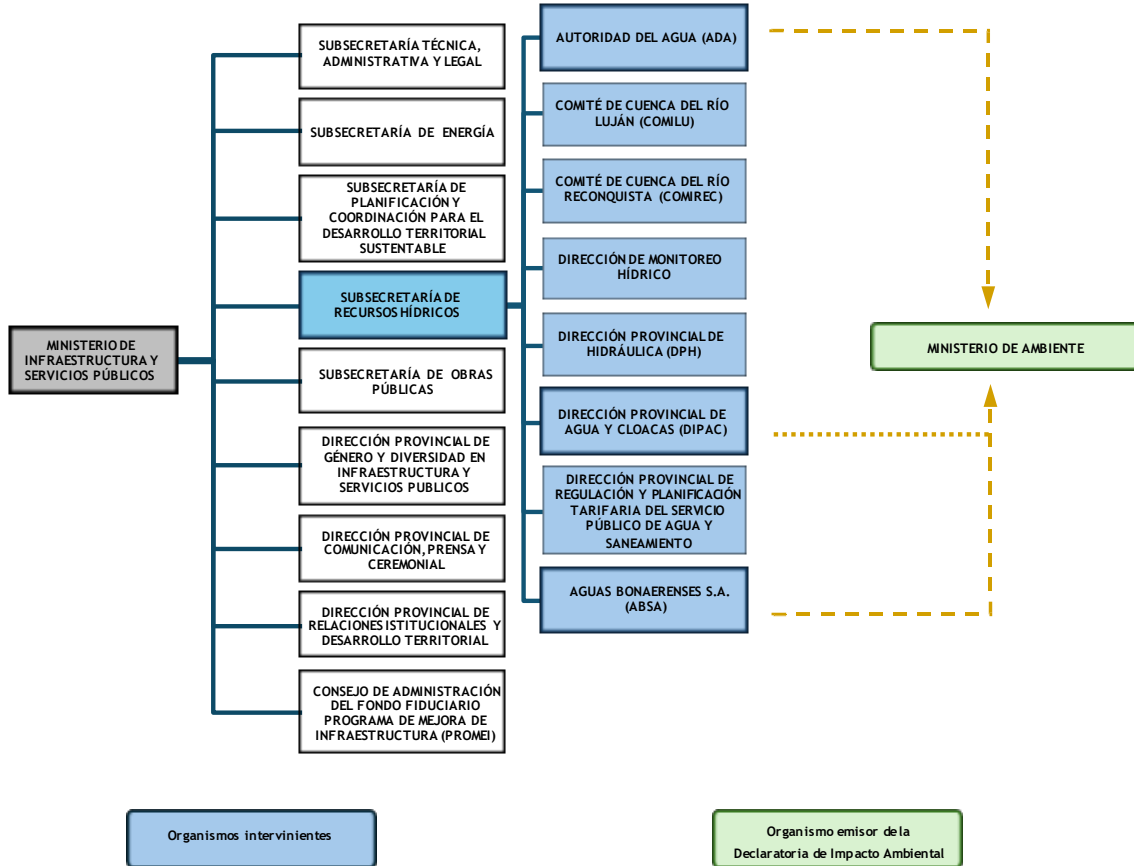 MINISTERIO DE
INFRAESTRUCTURA Y
SERVICIOS PÚBLICOS
SUBSECRETARÍA TÉCNICA,
ADMINISTRATIVA Y LEGAL
SUBSECRETARÍA DE ENERGÍA
SUBSECRETARÍA DE
PLANIFICACIÓN Y
COORDINACIÓN PARA EL
DESARROLLO TERRITORIAL
SUSTENTABLE
SUBSECRETARÍA DE
RECURSOS HÍDRICOS
SUBSECRETARÍA DE OBRAS
PÚBLICAS
DIRECCIÓN PROVINCIAL DE
GÉNERO Y DIVERSIDAD EN
INFRAESTRUCTURA Y
SERVICIOS PUBLICOS
DIRECCIÓN PROVINCIAL DE
COMUNICACIÓN, PRENSA Y
CEREMONIAL
DIRECCIÓN PROVINCIAL DE
RELACIONES ISTITUCIONALES Y
DESARROLLO TERRITORIAL
CONSEJO DE ADMINISTRACIÓN
DEL FONDO FIDUCIARIO
PROGRAMA DE MEJORA DE
INFRAESTRUCTURA (PROMEI)
AUTORIDAD DEL AGUA (ADA)
COMITÉ DE CUENCA DEL RÍO
LUJÁN (COMILU)
COMITÉ DE CUENCA DEL RÍO
RECONQUISTA (COMIREC)
DIRECCIÓN DE MONITOREO
HÍDRICO
DIRECCIÓN PROVINCIAL DE
HIDRÁULICA (DPH)
DIRECCIÓN PROVINCIAL DE
AGUA Y CLOACAS (DIPAC)
DIRECCIÓN PROVINCIAL DE
REGULACIÓN Y PLANIFICACIÓN
TARIFARIA DEL SERVICIO
PÚBLICO DE AGUA Y
SANEAMIENTO
AGUAS BONAERENSES S.A.
(ABSA)
MINISTERIO DE AMBIENTE
Organismos intervinientes
Organismo emisor de la
Declaratoria de Impacto Ambiental